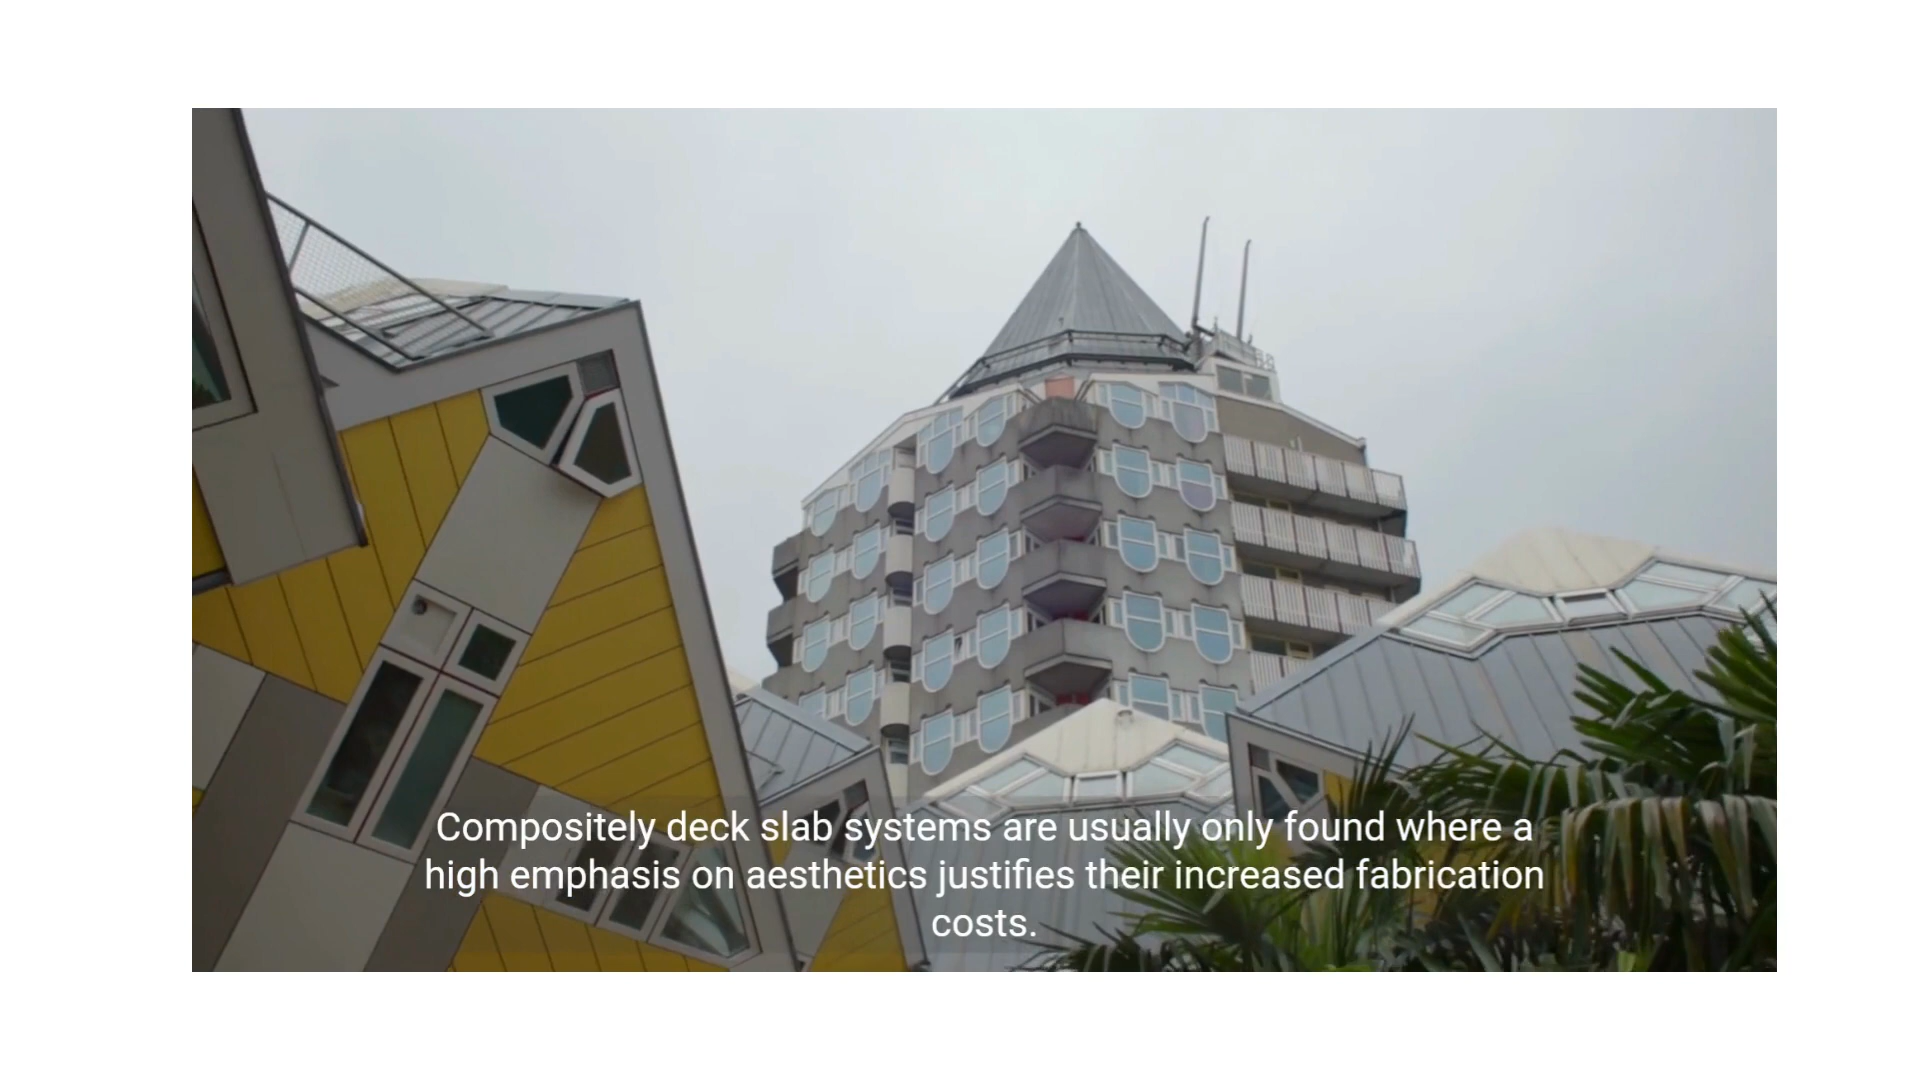 Compositely deck slab systems are usually only found where a
high emphasis on aesthetics justifies their increased fabrication
costs.